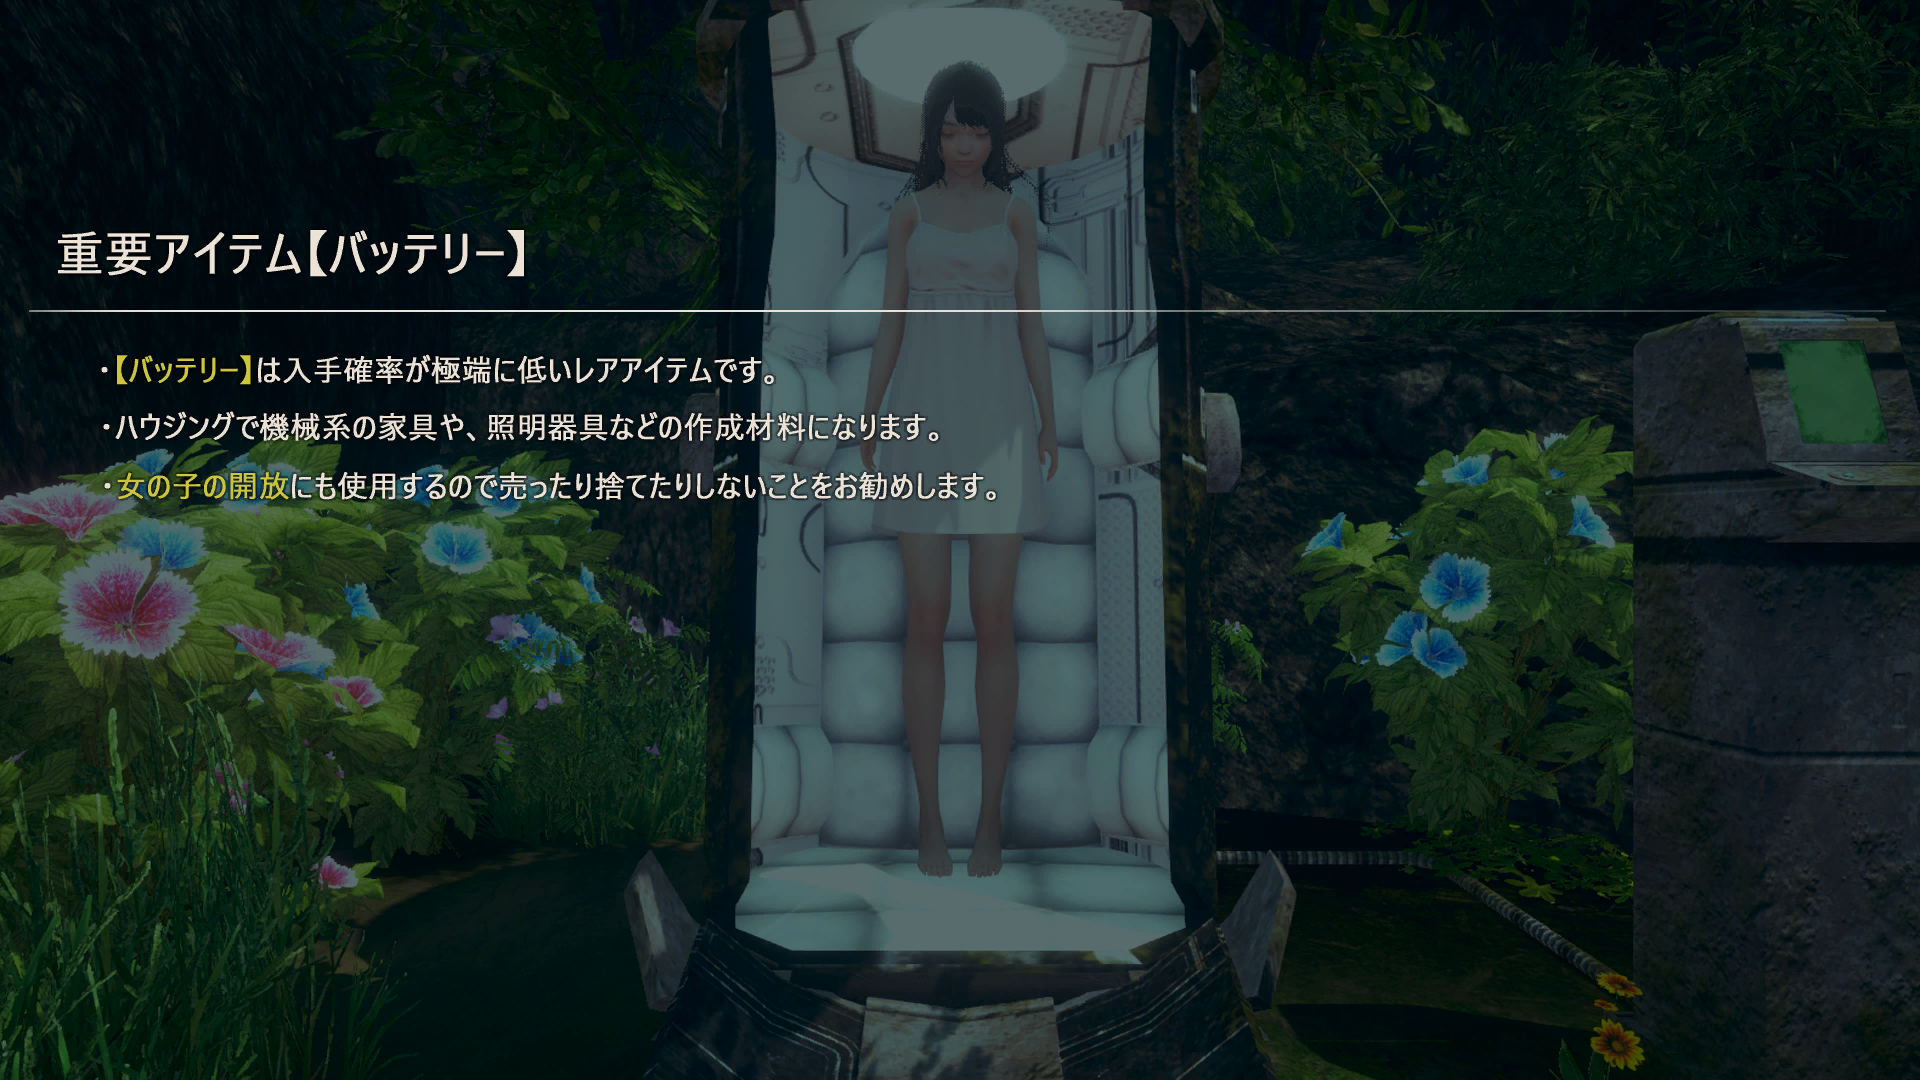 重要アイテム【バッテリー】
・【バッテリー】は入手確率が極端に低いレアアイテムです。
・ハウジングで機械系の家具や、照明器具などの作成材料になります。
・女の子の開放にも使用するので売ったり捨てたりしないことをお勧めします。